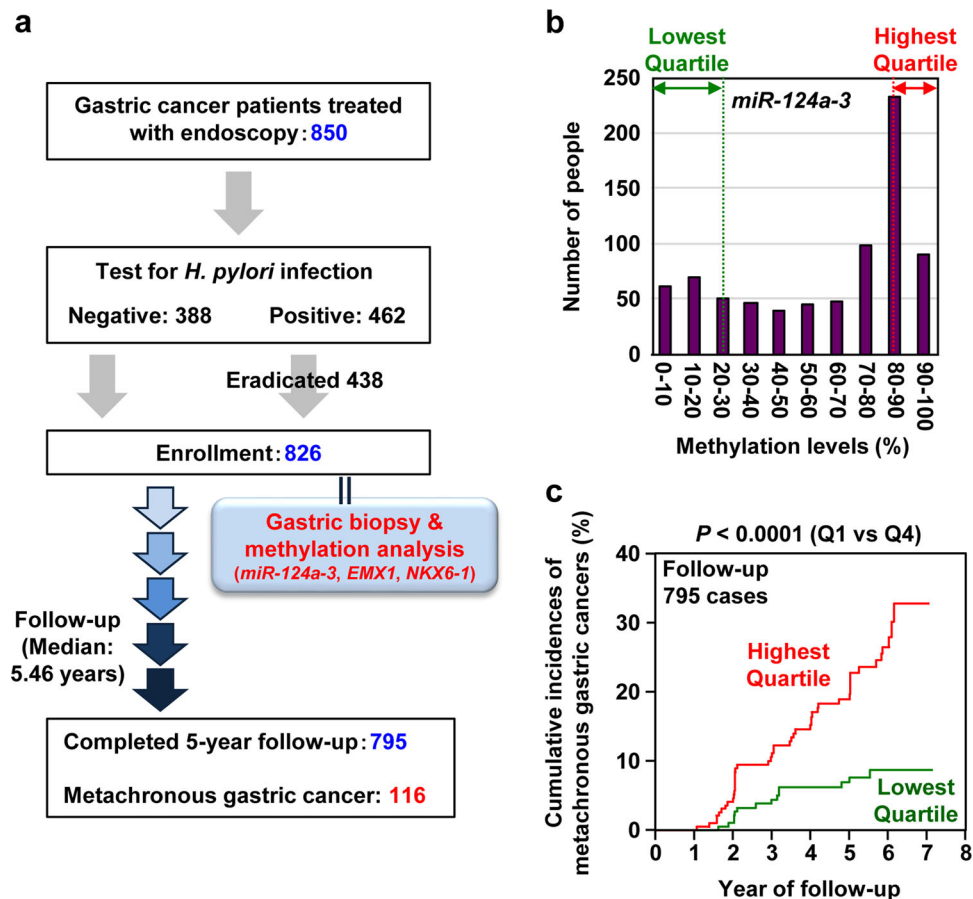 a
Gastric cancer patients treated
with endoscopy: 850
Test for H. pylori infection
Negative: 388 Positive: 462
Eradicated 438
Enrollment: 826
Gastric biopsy &
methylation analysis
(miR-124a-3, EMX1, NKX6-1)
Follow-up
(Median:
5.46 years)
Completed 5-year follow-up: 795
Metachronous gastric cancer: 116
b
Lowest
Quartile
Highest
Quartile
miR-124a-3
Number of people
250
200
150
100
50
0
0-10
10-20
20-30
30-40
40-50
50-60
60-70
70-80
80-90
90-100
Methylation levels (%)
c
P < 0.0001 (Q1 vs Q4)
Cumulative incidences of
metachronous gastric cancers (%)
40
30
20
10
0
Follow-up
795 cases
Highest
Quartile
Lowest
Quartile
0 1 2 3 4 5 6 7 8
Year of follow-up